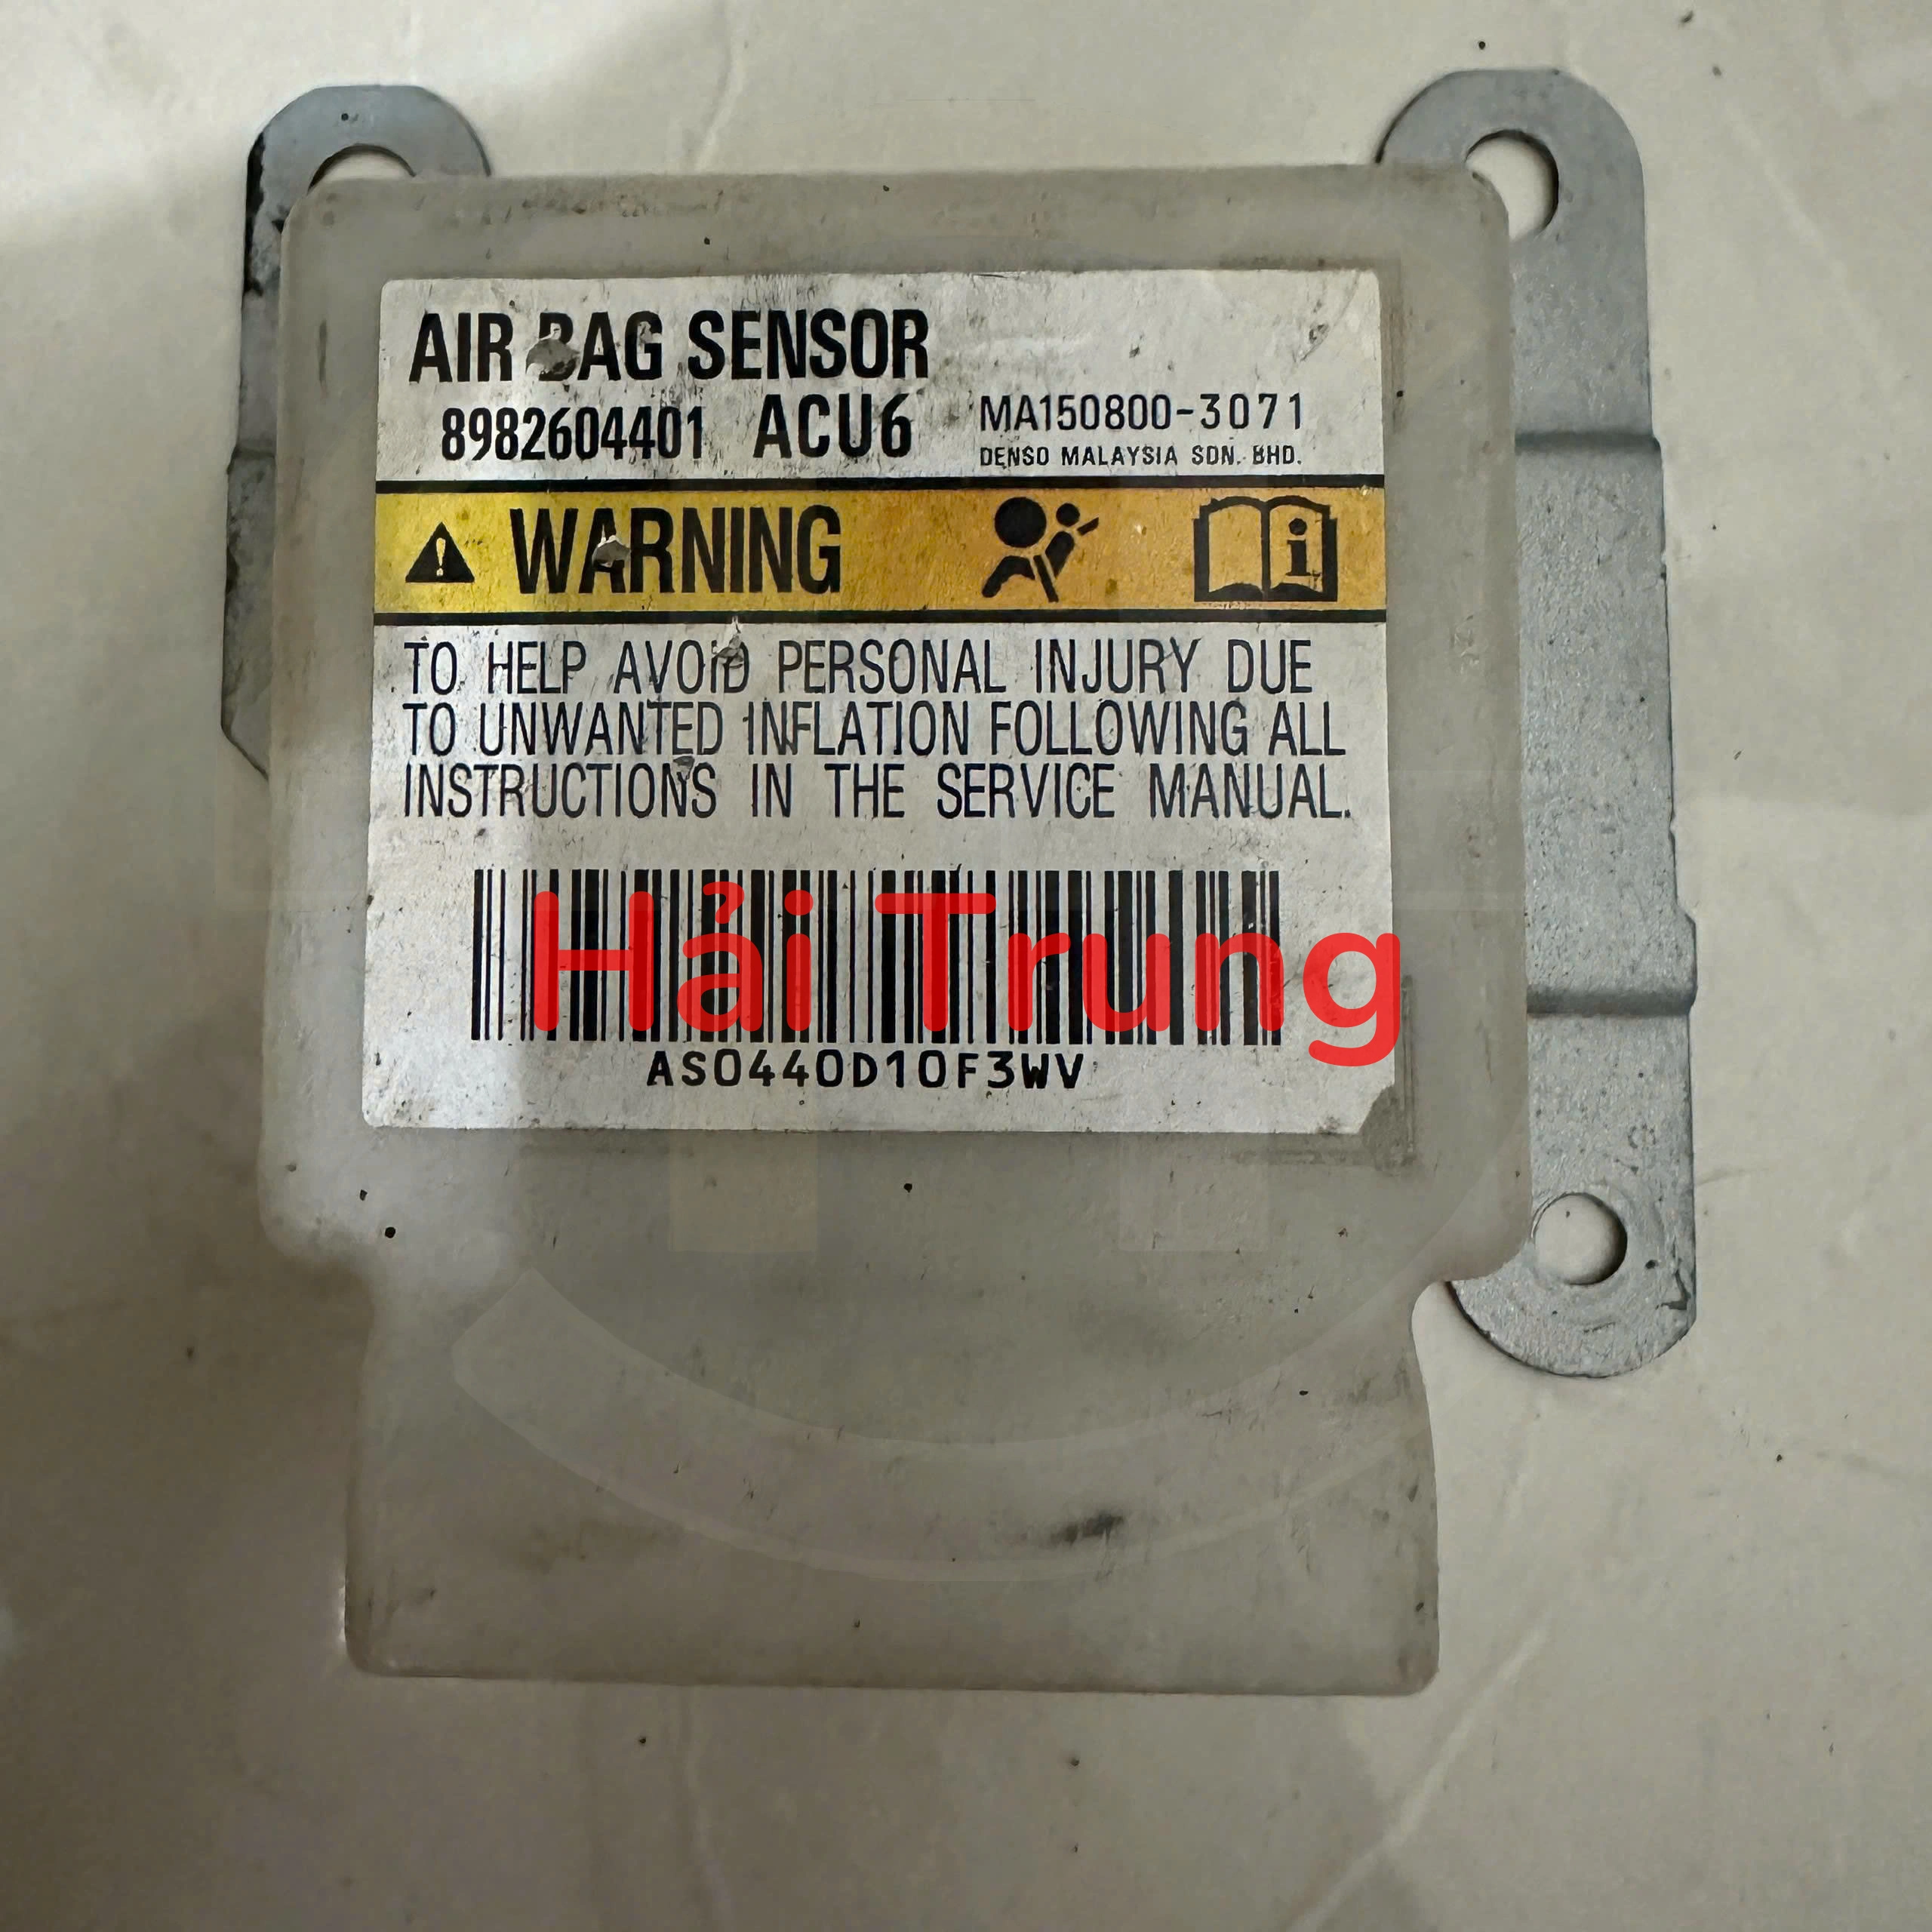 AIR BAG SENSOR
8982604401 ACU6 MA150800-3071
DENSO MALAYSIA SDN. BHD.
WARNING
TO HELP AVOID PERSONAL INJURY DUE
TO UNWANTED INFLATION FOLLOWING ALL
INSTRUCTIONS IN THE SERVICE MANUAL.
Hải Trung
AS0440D10F3WV